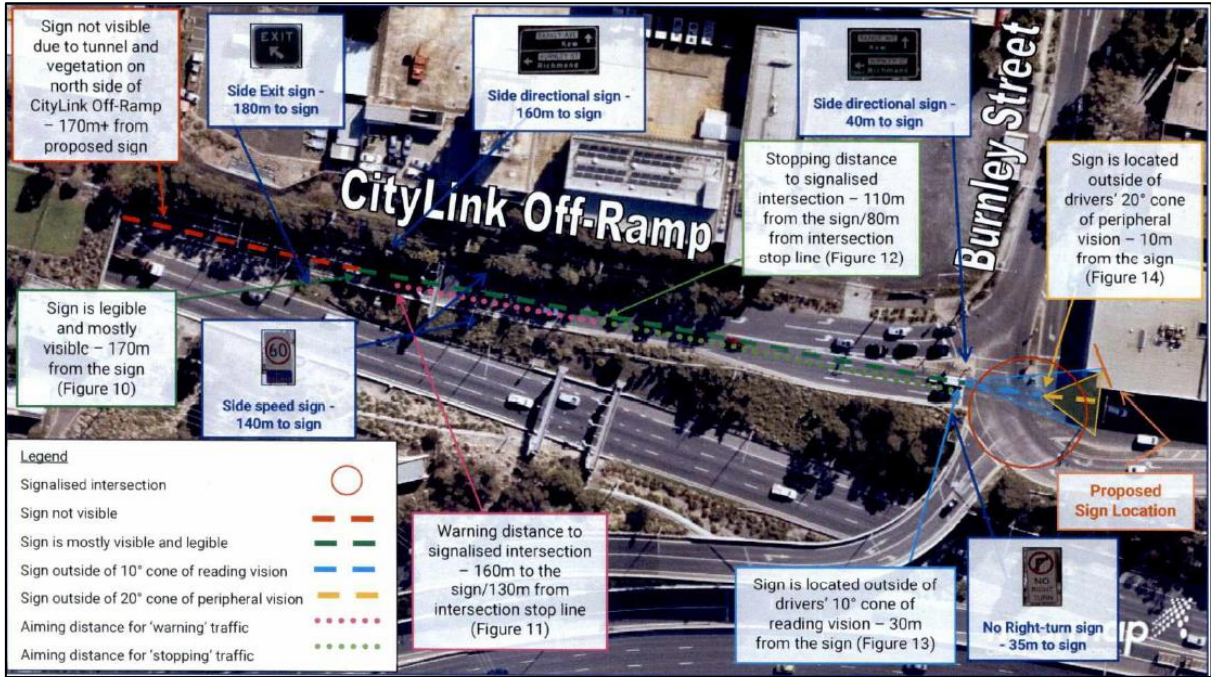 Sign not visible
due to tunnel and
vegetation on
north side of
CityLink Off-Ramp
– 170m+ from
proposed sign
EXIT
Side Exit sign -
180m to sign
Kew
BURNLEY ST
Richmond
Side directional sign -
160m to sign
Kew
Richmond
Side directional sign -
40m to sign
Burnley Street
Stopping distance
to signalised
intersection – 110m
from the sign/80m
from intersection
stop line (Figure 12)
Sign is located
outside of
drivers' 20° cone
of peripheral
vision – 10m
from the sign
(Figure 14)
CityLink Off-Ramp
Sign is legible
and mostly
visible – 170m
from the sign
(Figure 10)
60
Side speed sign -
140m to sign
Legend
Signalised intersection
Sign not visible
Sign is mostly visible and legible
Sign outside of 10° cone of reading vision
Sign outside of 20° cone of peripheral vision
Aiming distance for 'warning' traffic
Aiming distance for 'stopping' traffic
Warning distance to
signalised intersection
– 160m to the
sign/130m from
intersection stop line
(Figure 11)
Sign is located outside of
drivers' 10° cone of
reading vision – 30m
from the sign (Figure 13)
NO
RIGHT
TURN
No Right-turn sign
- 35m to sign
Proposed
Sign Location